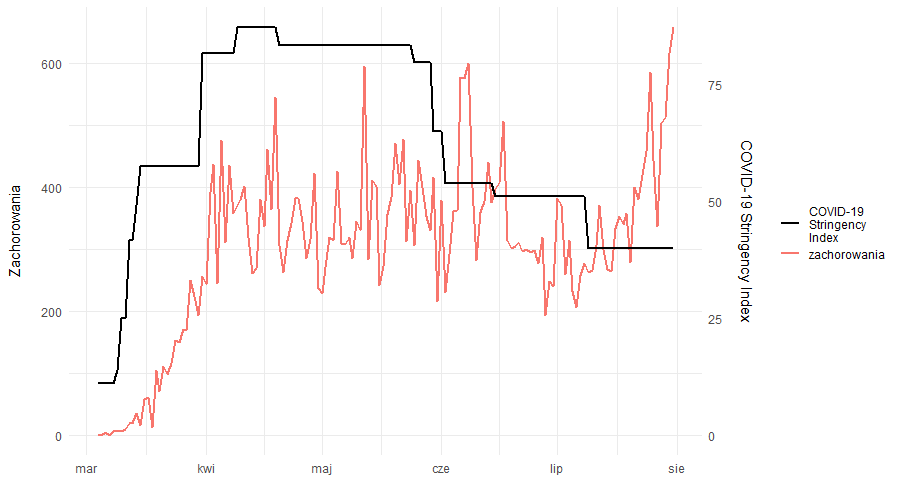 600
400
200
0
Zachorowania
75
50
25
0
COVID-19 Stringency Index
mar
kwi
maj
cze
lip
sie
COVID-19
Stringency
Index
zachorowania